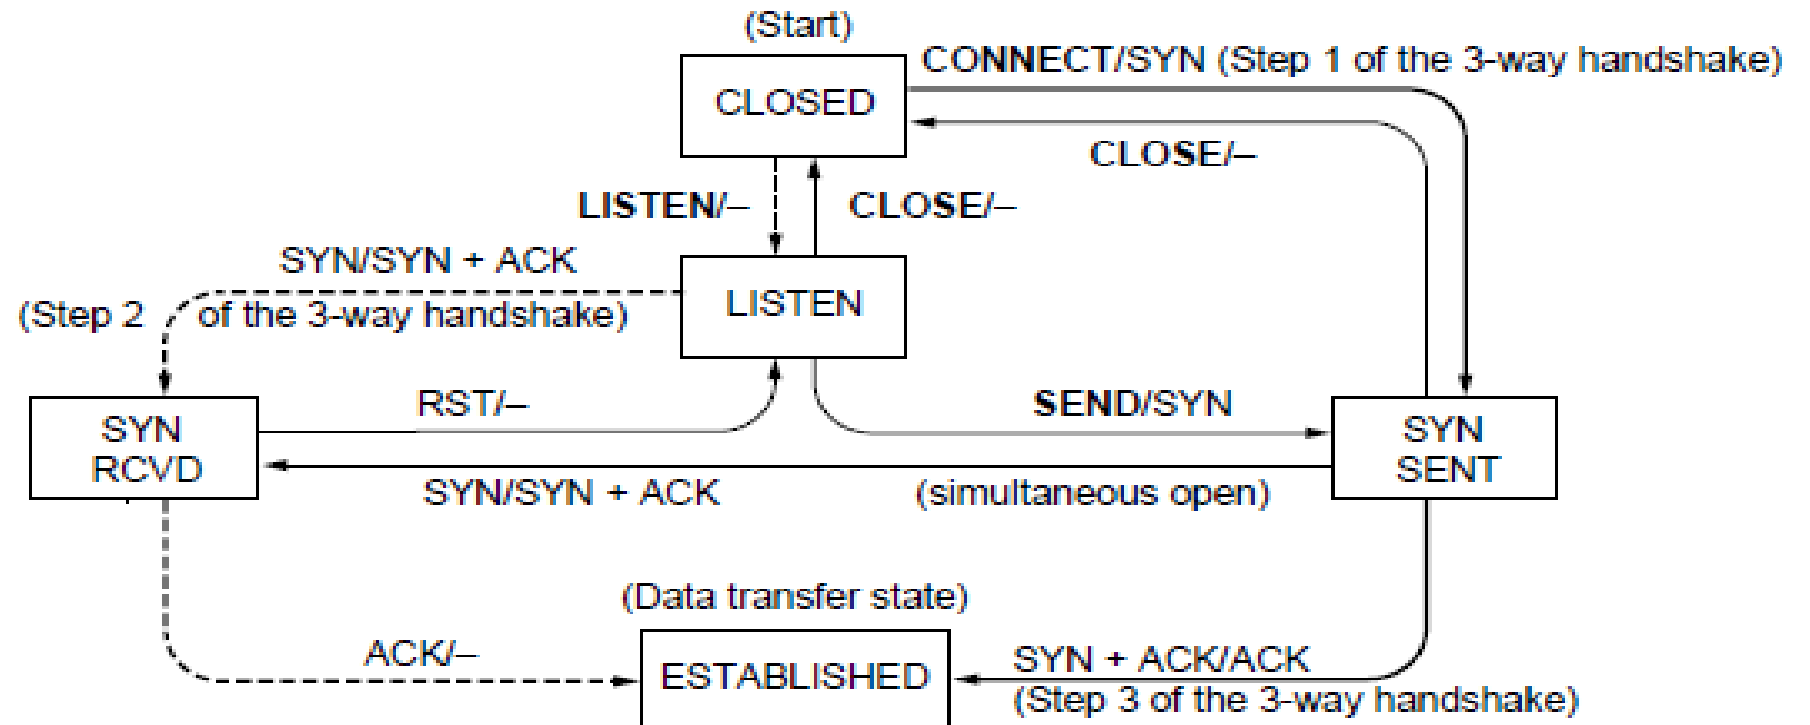 (Start)
CONNECT/SYN (Step 1 of the 3-way handshake)
CLOSED
CLOSE/–
LISTEN/–
CLOSE/–
SYN/SYN + ACK
(Step 2 of the 3-way handshake)
LISTEN
RST/–
SEND/SYN
SYN
RCVD
SYN
SENT
SYN/SYN + ACK
(simultaneous open)
(Data transfer state)
ACK/–
ESTABLISHED
SYN + ACK/ACK
(Step 3 of the 3-way handshake)